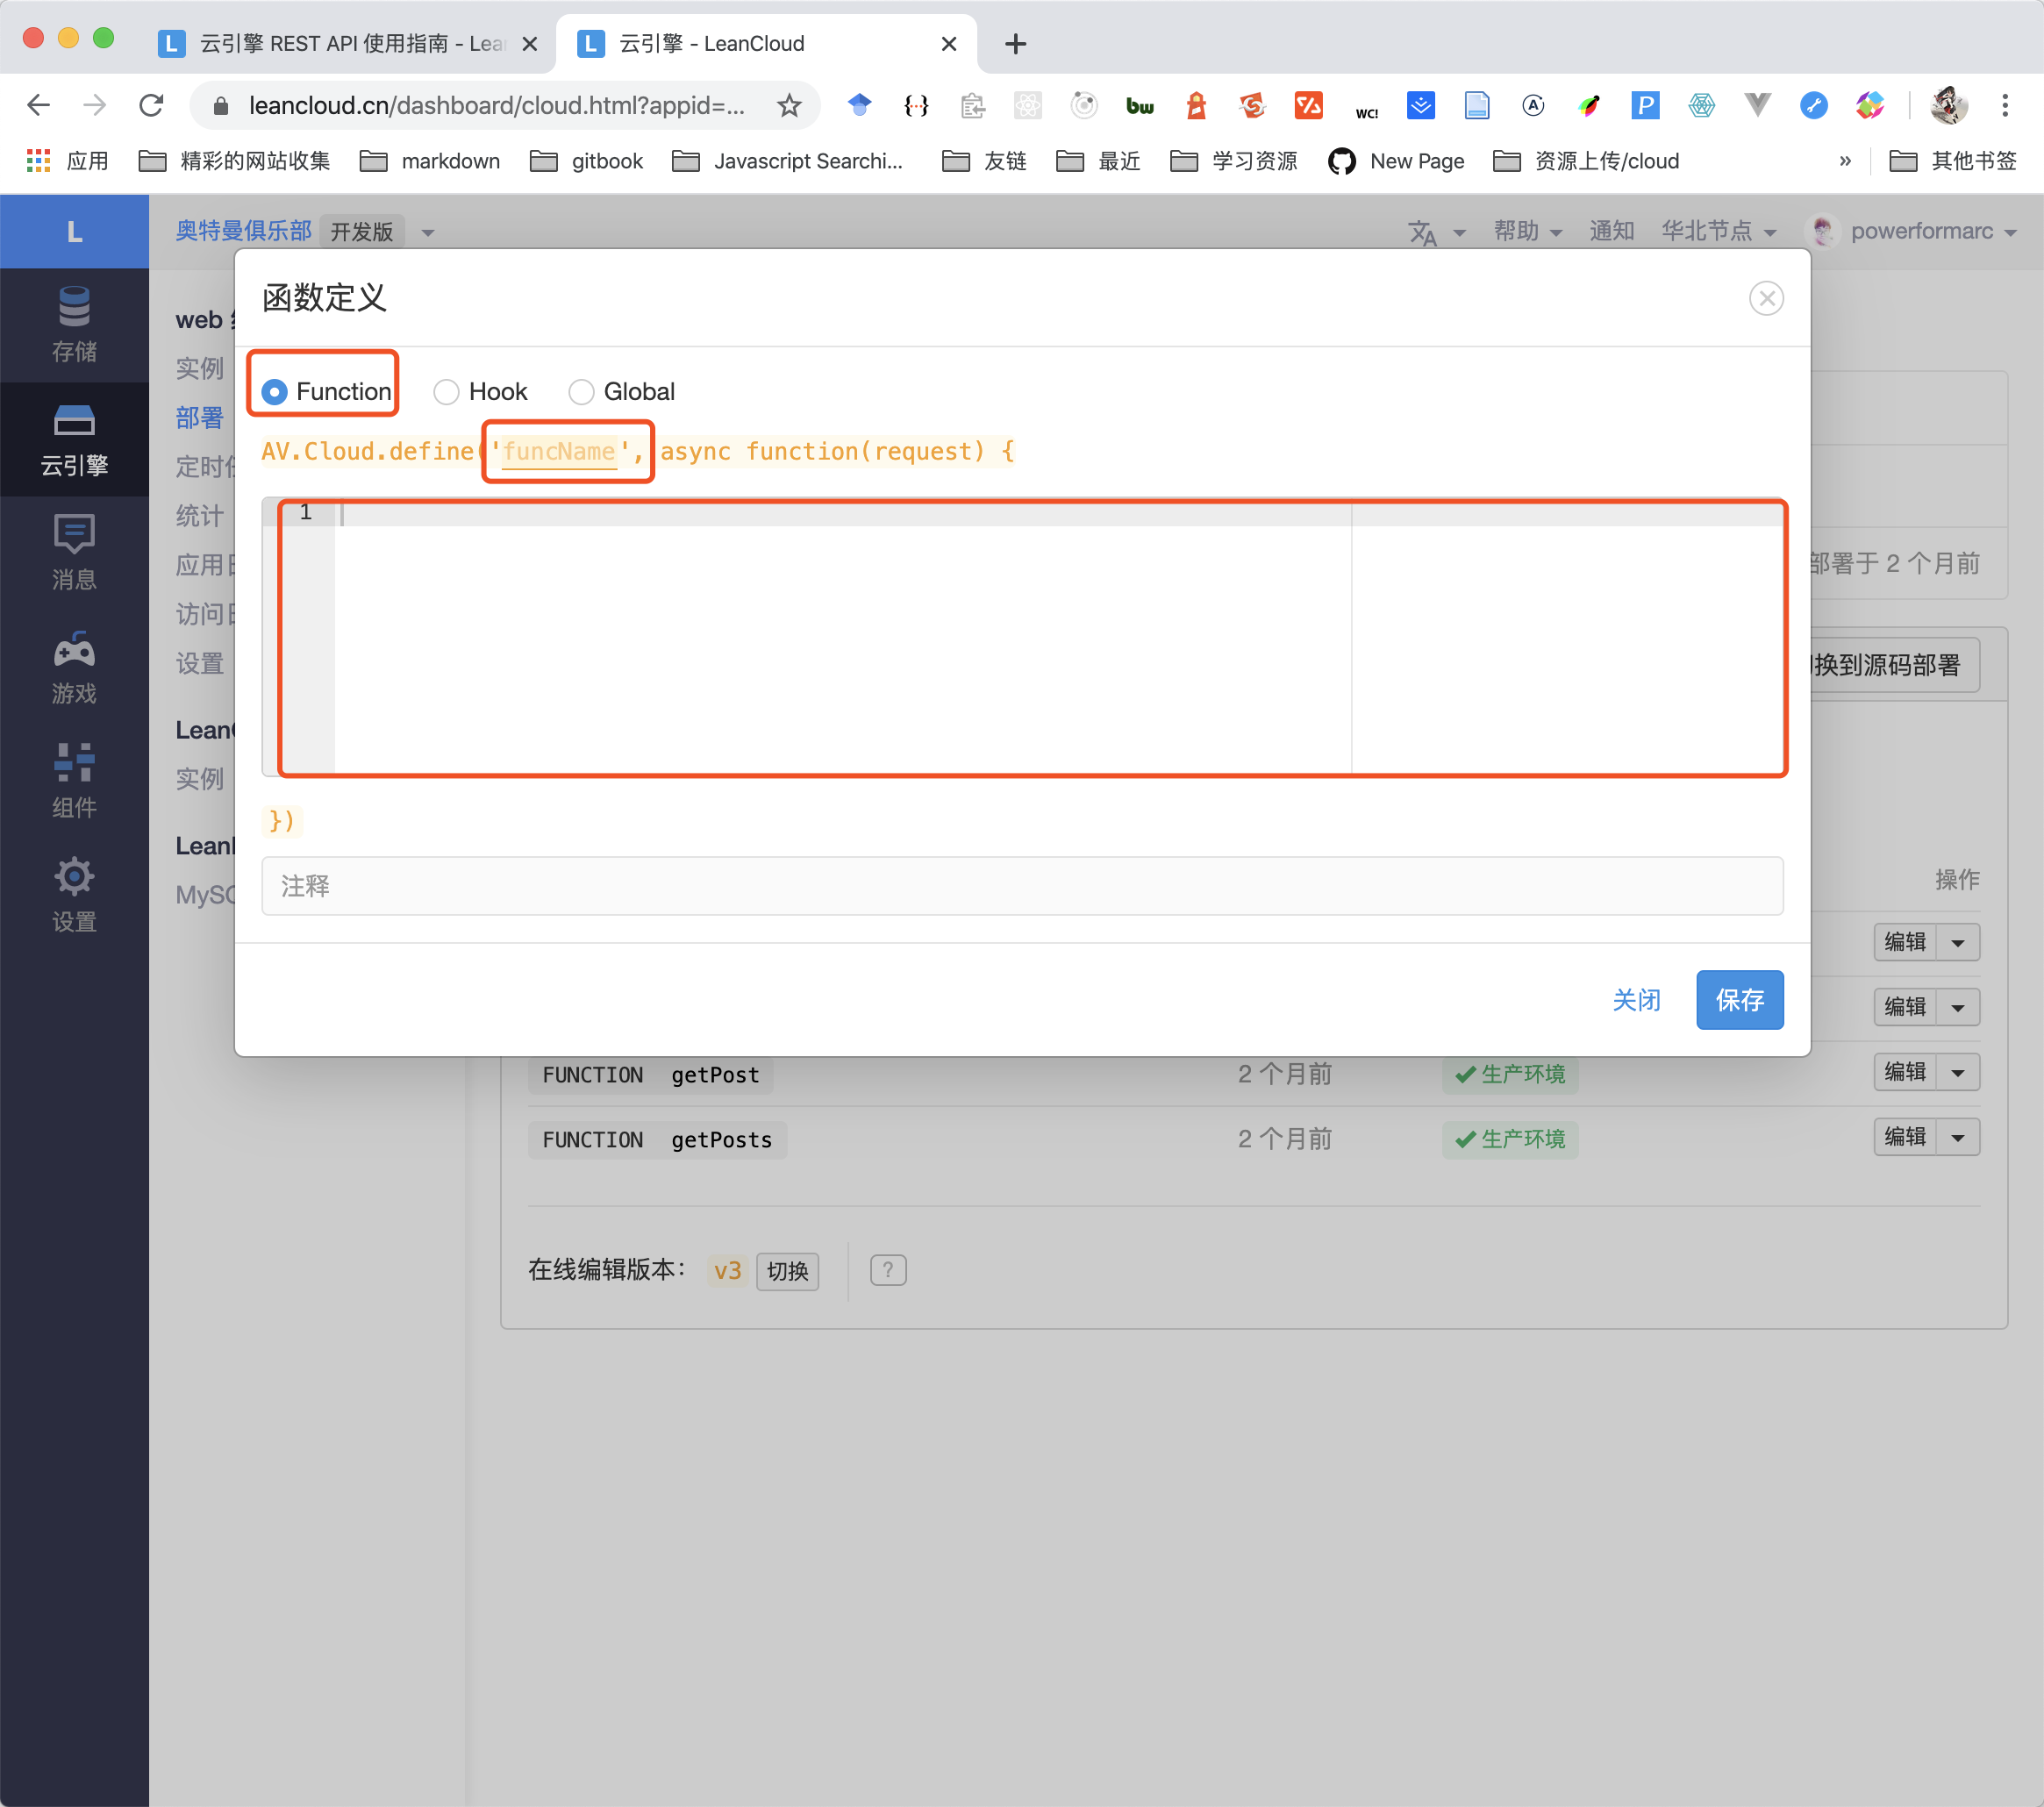 云引擎 REST API 使用指南 - Lea
云引擎 - LeanCloud
leancloud.cn/dashboard/cloud.html?appid=...
bw
WC!
应用
精彩的网站收集
markdown
gitbook
Javascript Searchi...
友链
最近
学习资源
New Page
资源上传/cloud
»
其他书签
L
奥特曼俱乐部 开发版
帮助
通知
华北节点
powerformarc
存储
云引擎
消息
游戏
组件
设置
web
实例
部署
定时任
统计
应用日
访问日
设置
Lean
实例
Lean
MySQ
函数定义
Function
Hook
Global
AV.Cloud.define('funcName', async function(request) {
1
})
注释
关闭
保存
部署于 2 个月前
换到源码部署
操作
编辑
编辑
FUNCTION getPost 2 个月前 生产环境 编辑
FUNCTION getPosts 2 个月前 生产环境 编辑
在线编辑版本: v3 切换 ?